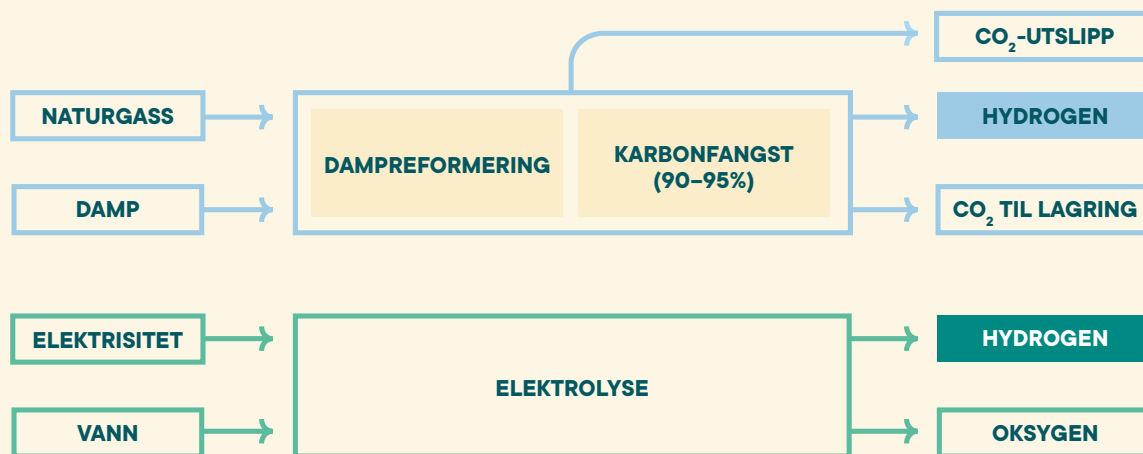 CO₂-UTSLIPP
NATURGASS
HYDROGEN
DAMPREFORMERING
KARBONFANGST
(90–95%)
DAMP
CO₂ TIL LAGRING
ELEKTRISITET
HYDROGEN
ELEKTROLYSE
VANN
OKSYGEN